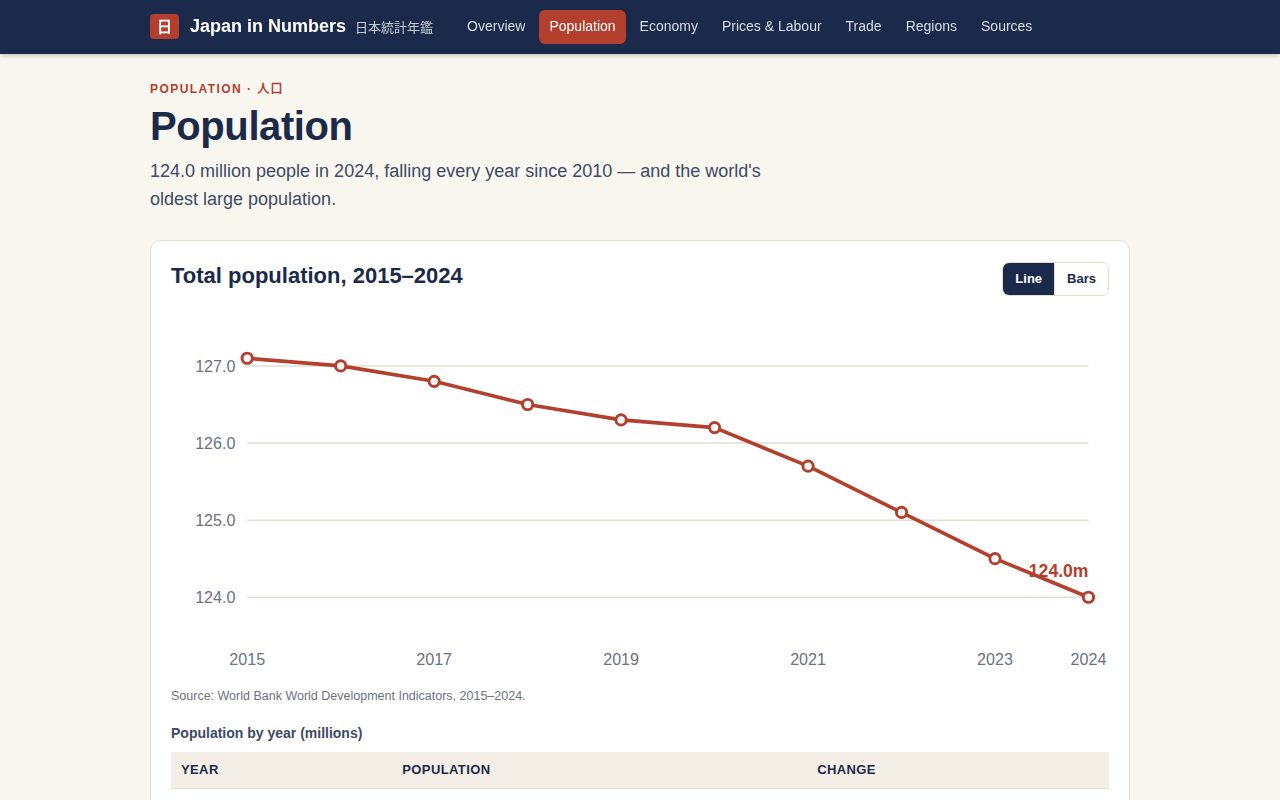 日 Japan in Numbers 日本統計年鑑 Overview Population Economy Prices & Labour Trade Regions Sources
POPULATION · 人口
Population
124.0 million people in 2024, falling every year since 2010 — and the world's
oldest large population.
Total population, 2015–2024
Line Bars
127.0
126.0
125.0
124.0m
124.0
2015 2017 2019 2021 2023 2024
Source: World Bank World Development Indicators, 2015–2024.
Population by year (millions)
YEAR POPULATION CHANGE